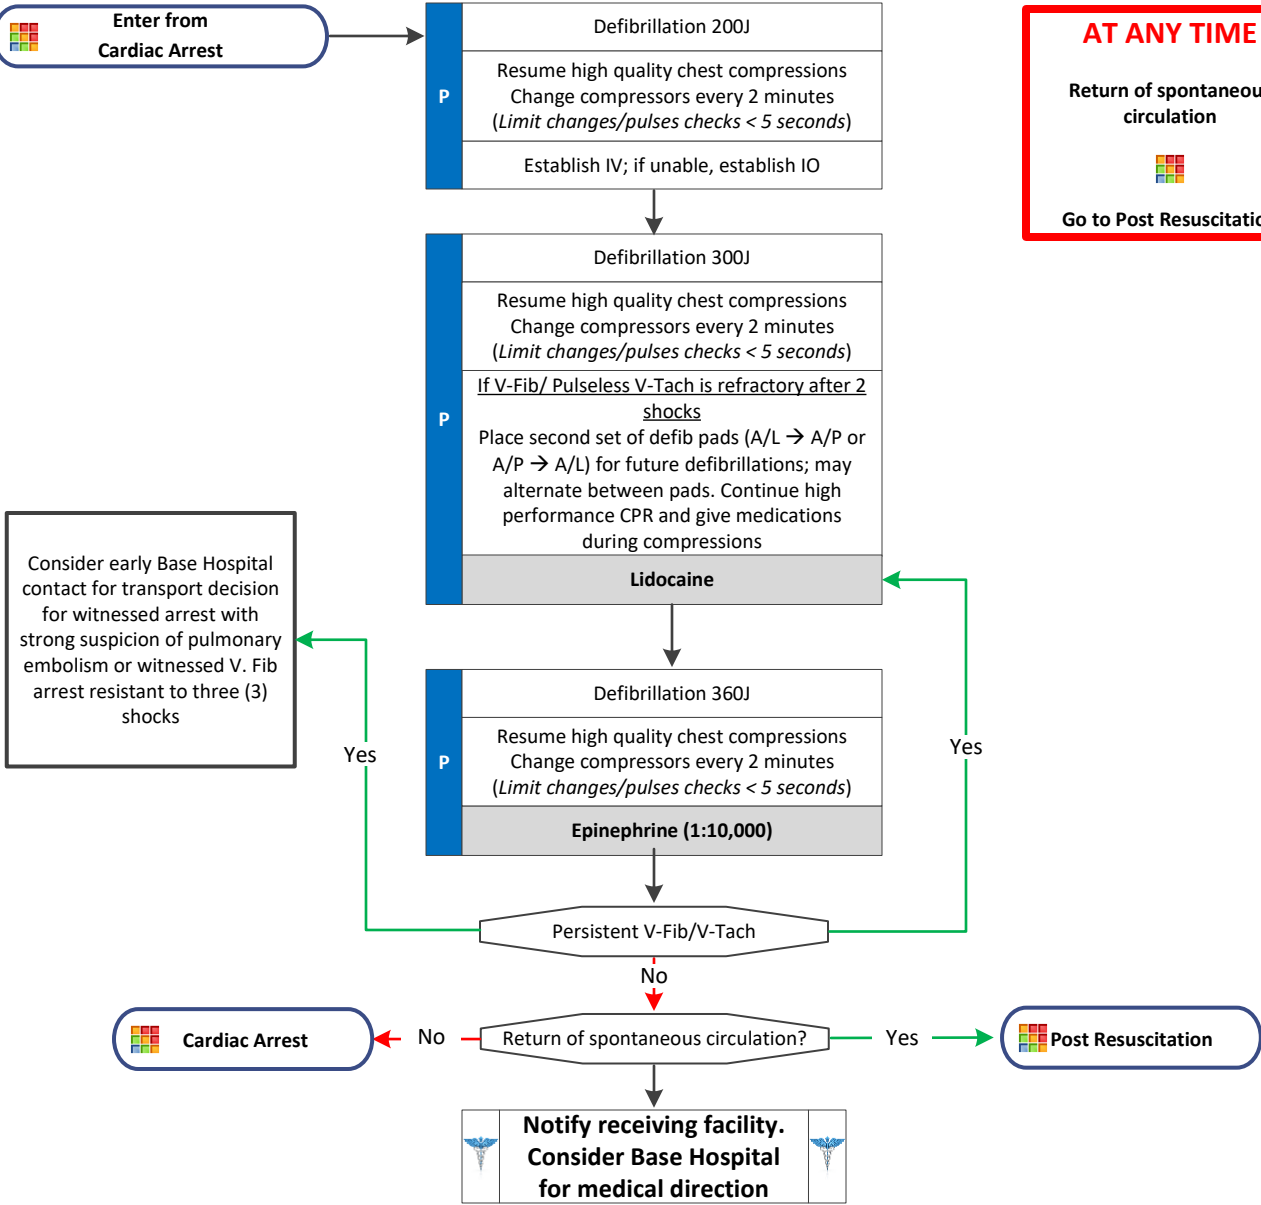 Enter from
Cardiac Arrest
P
Defibrillation 200J
Resume high quality chest compressions
Change compressors every 2 minutes
(Limit changes/pulses checks < 5 seconds)
Establish IV; if unable, establish IO
AT ANY TIME
Return of spontaneou
circulation
Go to Post Resuscitatio
P
Defibrillation 300J
Resume high quality chest compressions
Change compressors every 2 minutes
(Limit changes/pulses checks < 5 seconds)
If V-Fib/ Pulseless V-Tach is refractory after 2
shocks
Place second set of defib pads (A/L → A/P or
A/P → A/L) for future defibrillations; may
alternate between pads. Continue high
performance CPR and give medications
during compressions
Lidocaine
Consider early Base Hospital
contact for transport decision
for witnessed arrest with
strong suspicion of pulmonary
embolism or witnessed V. Fib
arrest resistant to three (3)
shocks
P
Defibrillation 360J
Resume high quality chest compressions
Change compressors every 2 minutes
(Limit changes/pulses checks < 5 seconds)
Epinephrine (1:10,000)
Yes
Yes
Persistent V-Fib/V-Tach
No
Cardiac Arrest
No
Return of spontaneous circulation?
Yes
Post Resuscitation
Notify receiving facility.
Consider Base Hospital
for medical direction